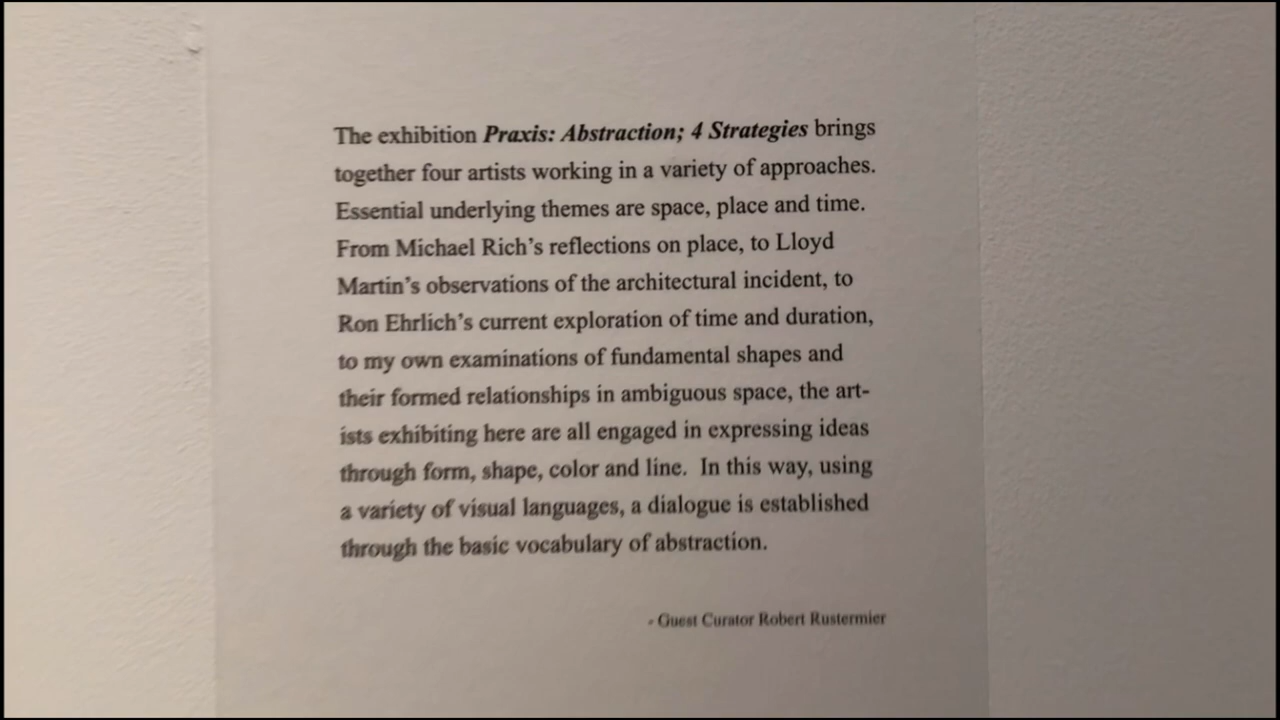 The exhibition Praxis: Abstraction; 4 Strategies brings
together four artists working in a variety of approaches.
Essential underlying themes are space, place and time.
From Michael Rich’s reflections on place, to Lloyd
Martin’s observations of the architectural incident, to
Ron Ehrlich’s current exploration of time and duration,
to my own examinations of fundamental shapes and
their formed relationships in ambiguous space, the art-
ists exhibiting here are all engaged in expressing ideas
through form, shape, color and line.  In this way, using
a variety of visual languages, a dialogue is established
through the basic vocabulary of abstraction.
- Guest Curator Robert Rustermier